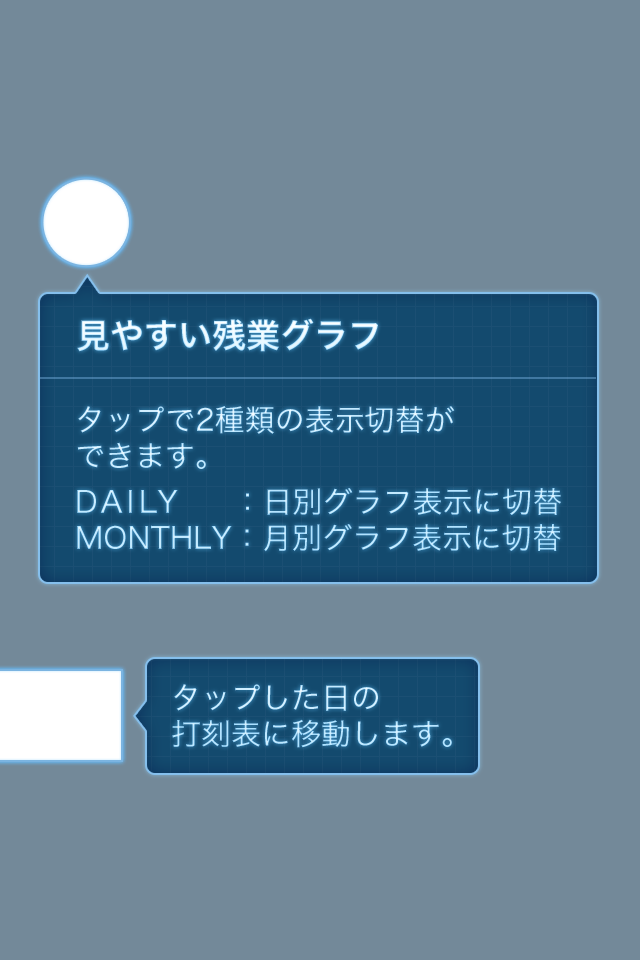 見やすい残業グラフ
タップで2種類の表示切替が
できます。
DAILY　　：日別グラフ表示に切替
MONTHLY：月別グラフ表示に切替
タップした日の
打刻表に移動します。